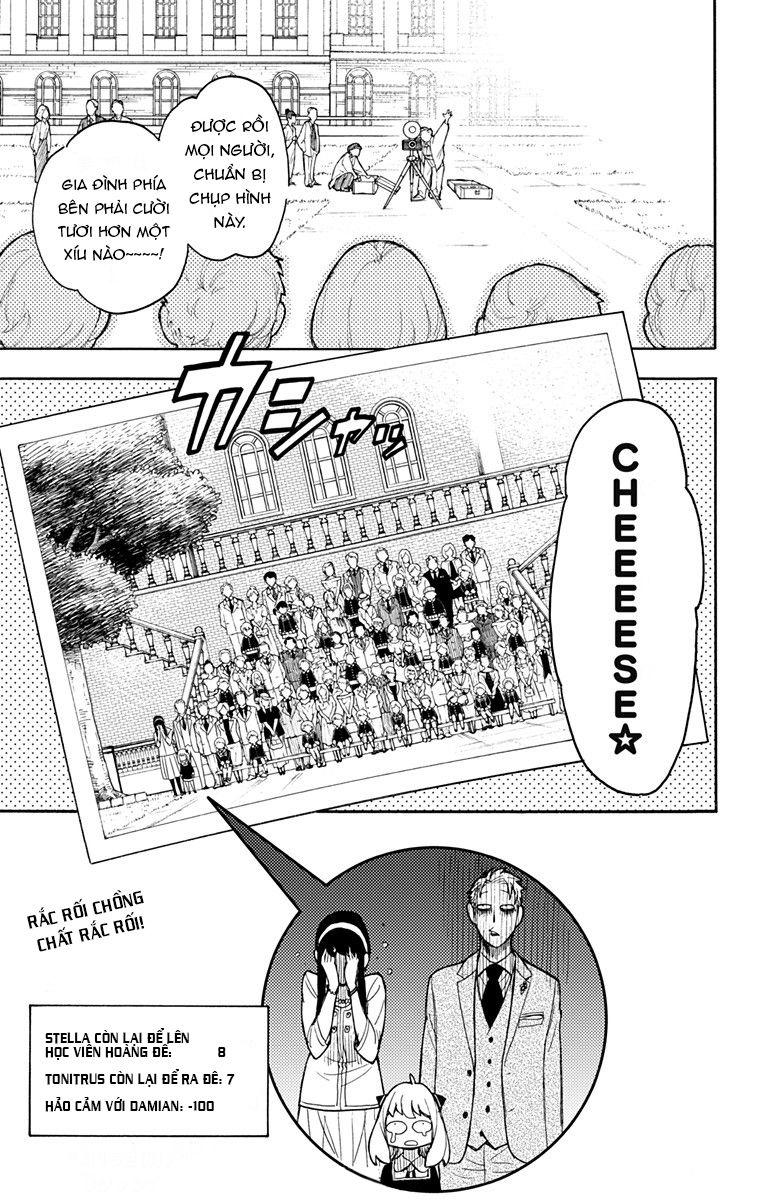 ĐƯỢC RỒI
MỌI NGƯỜI,
CHUẨN BỊ
CHỤP HÌNH
NÀY.
GIA ĐÌNH PHÍA
BÊN PHẢI CƯỜI
TƯƠI HƠN MỘT
XÍU NÀO~~~~!
カシャッ
CHEEEESE☆
RẮC RỐI CHỒNG
CHẤT RẮC RỐI!
STELLA CÒN LẠI ĐỂ LÊN
HỌC VIÊN HOÀNG ĐẾ: 8
TONITRUS CÒN LẠI ĐỂ RA ĐÊ: 7
HẢO CẢM VỚI DAMIAN: -100